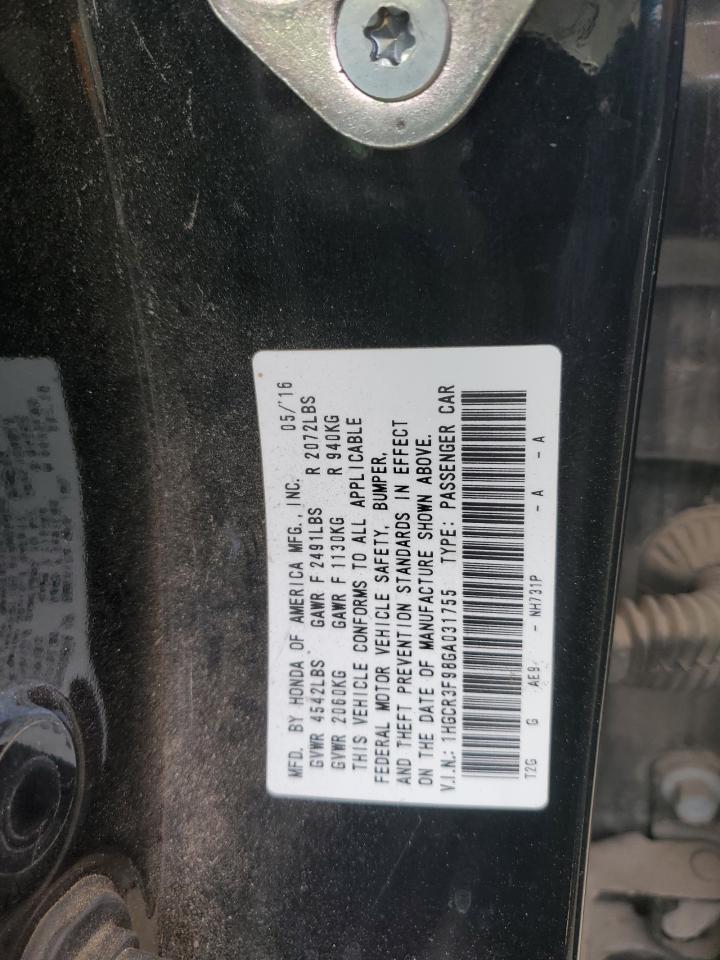 MFD. BY HONDA OF AMERICA MFG., INC. 05/'16
GVWR 4542LBS GAWR F 2491LBS R 2072LBS
GVWR 2060KG GAWR F 1130KG R 940KG
THIS VEHICLE CONFORMS TO ALL APPLICABLE
FEDERAL MOTOR VEHICLE SAFETY, BUMPER,
AND THEFT PREVENTION STANDARDS IN EFFECT
ON THE DATE OF MANUFACTURE SHOWN ABOVE.
V.I.N.: 1HGCR3F98GA031755 TYPE: PASSENGER CAR
T2G G AE9 - NH731P - A - A